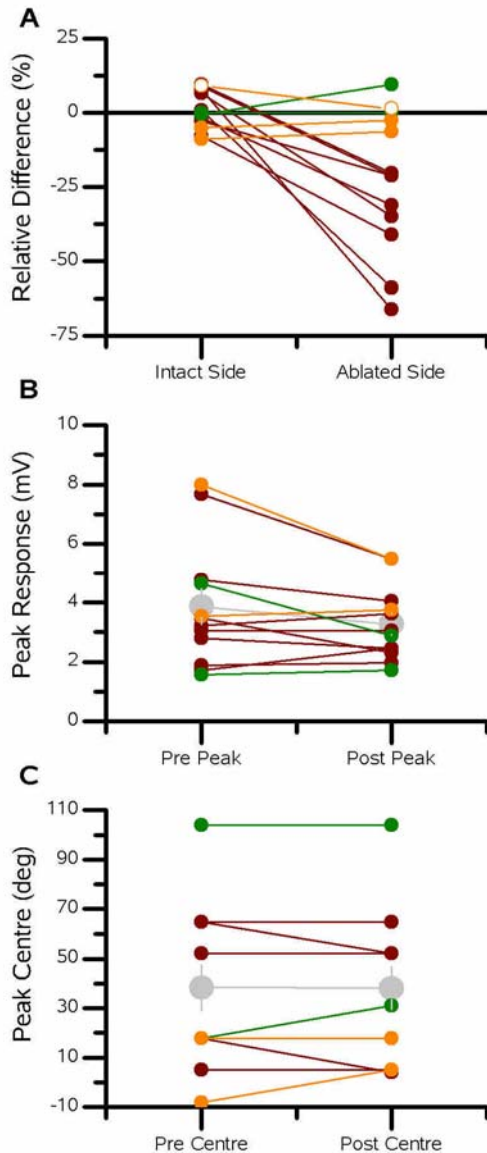 A
Relative Difference (%)
25
0
-25
-50
-75
Intact Side Ablated Side
B
Peak Response (mV)
10
8
6
4
2
0
Pre Peak Post Peak
C
Peak Centre (deg)
110
90
70
50
30
10
-10
Pre Centre Post Centre